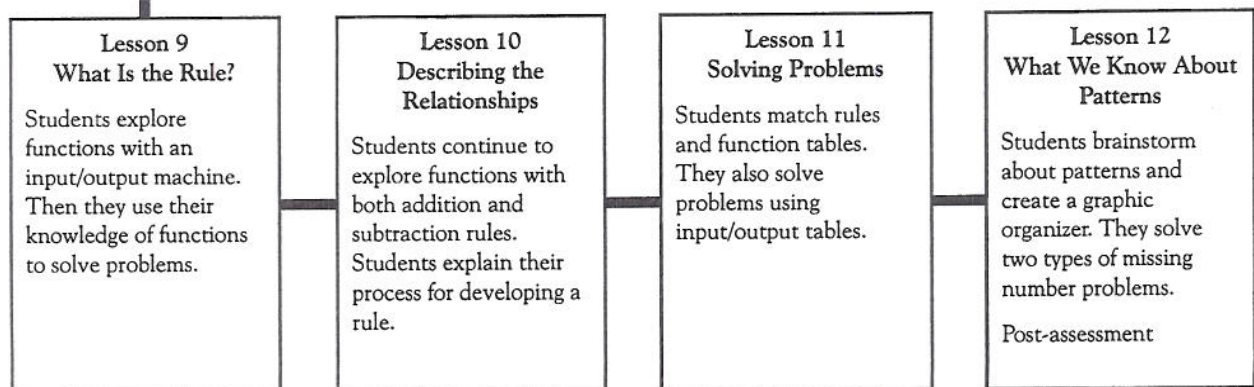 Lesson 9
What Is the Rule?
Students explore
functions with an
input/output machine.
Then they use their
knowledge of functions
to solve problems.
Lesson 10
Describing the
Relationships
Students continue to
explore functions with
both addition and
subtraction rules.
Students explain their
process for developing a
rule.
Lesson 11
Solving Problems
Students match rules
and function tables.
They also solve
problems using
input/output tables.
Lesson 12
What We Know About
Patterns
Students brainstorm
about patterns and
create a graphic
organizer. They solve
two types of missing
number problems.
Post-assessment